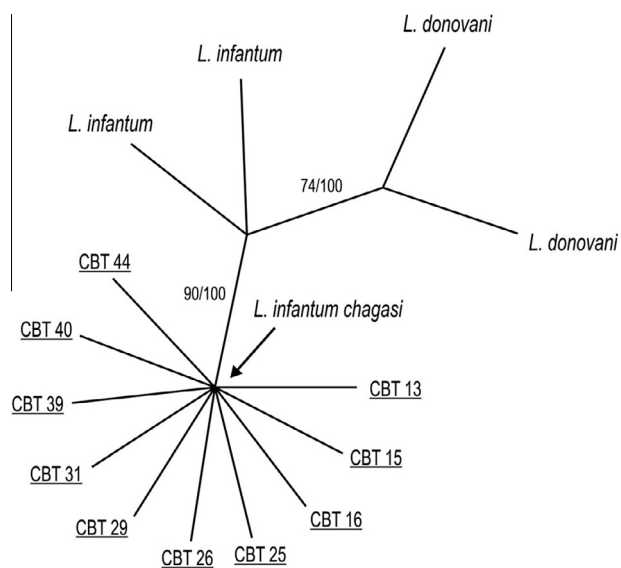 L. donovani
L. infantum
L. infantum
74/100
L. donovani
CBT 44
90/100
L. infantum chagasi
CBT 40
CBT 13
CBT 39
CBT 15
CBT 31
CBT 16
CBT 29
CBT 26
CBT 25